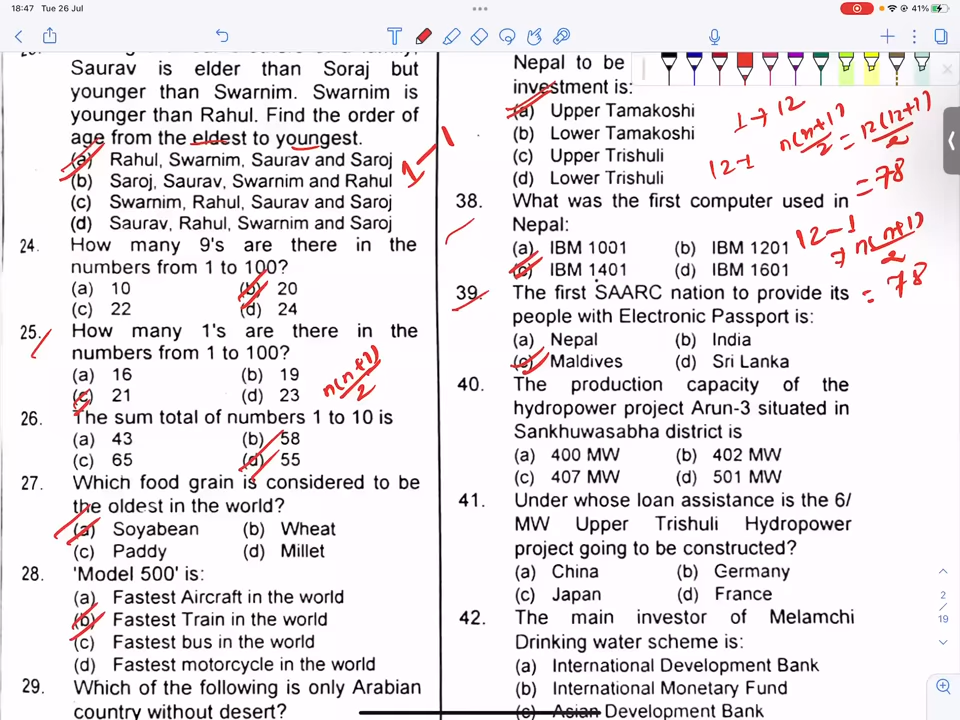 18:47 Tue 26 Jul
41%
Saurav is elder than Soraj but
younger than Swarnim. Swarnim is
younger than Rahul. Find the order of
age from the eldest to youngest.
(a) Rahul, Swarnim, Saurav and Saroj
(b) Saroj, Saurav, Swarnim and Rahul
(c) Swarnim, Rahul, Saurav and Saroj
(d) Saurav, Rahul, Swarnim and Saroj
1-1
24. How many 9's are there in the
numbers from 1 to 100?
(a) 10 (b) 20
(c) 22 (d) 24
25. How many 1's are there in the
numbers from 1 to 100?
(a) 16 (b) 19
(c) 21 (d) 23
n(n+1)/2
26. The sum total of numbers 1 to 10 is
(a) 43 (b) 58
(c) 65 (d) 55
27. Which food grain is considered to be
the oldest in the world?
(a) Soyabean (b) Wheat
(c) Paddy (d) Millet
28. 'Model 500' is:
(a) Fastest Aircraft in the world
(b) Fastest Train in the world
(c) Fastest bus in the world
(d) Fastest motorcycle in the world
29. Which of the following is only Arabian
country without desert?
Nepal to be
investment is:
(a) Upper Tamakoshi
(b) Lower Tamakoshi
(c) Upper Trishuli
(d) Lower Trishuli
1→12
12-1 n(n+1)/2 = 12(12+1)/2
= 78
38. What was the first computer used in
Nepal:
(a) IBM 1001 (b) IBM 1201
(c) IBM 1401 (d) IBM 1601
12-1
7 n(n+1)/2
= 78
39. The first SAARC nation to provide its
people with Electronic Passport is:
(a) Nepal (b) India
(c) Maldives (d) Sri Lanka
40. The production capacity of the
hydropower project Arun-3 situated in
Sankhuwasabha district is
(a) 400 MW (b) 402 MW
(c) 407 MW (d) 501 MW
41. Under whose loan assistance is the 6/
MW Upper Trishuli Hydropower
project going to be constructed?
(a) China (b) Germany
(c) Japan (d) France
42. The main investor of Melamchi
Drinking water scheme is:
(a) International Development Bank
(b) International Monetary Fund
(c) Asian Development Bank
2
19